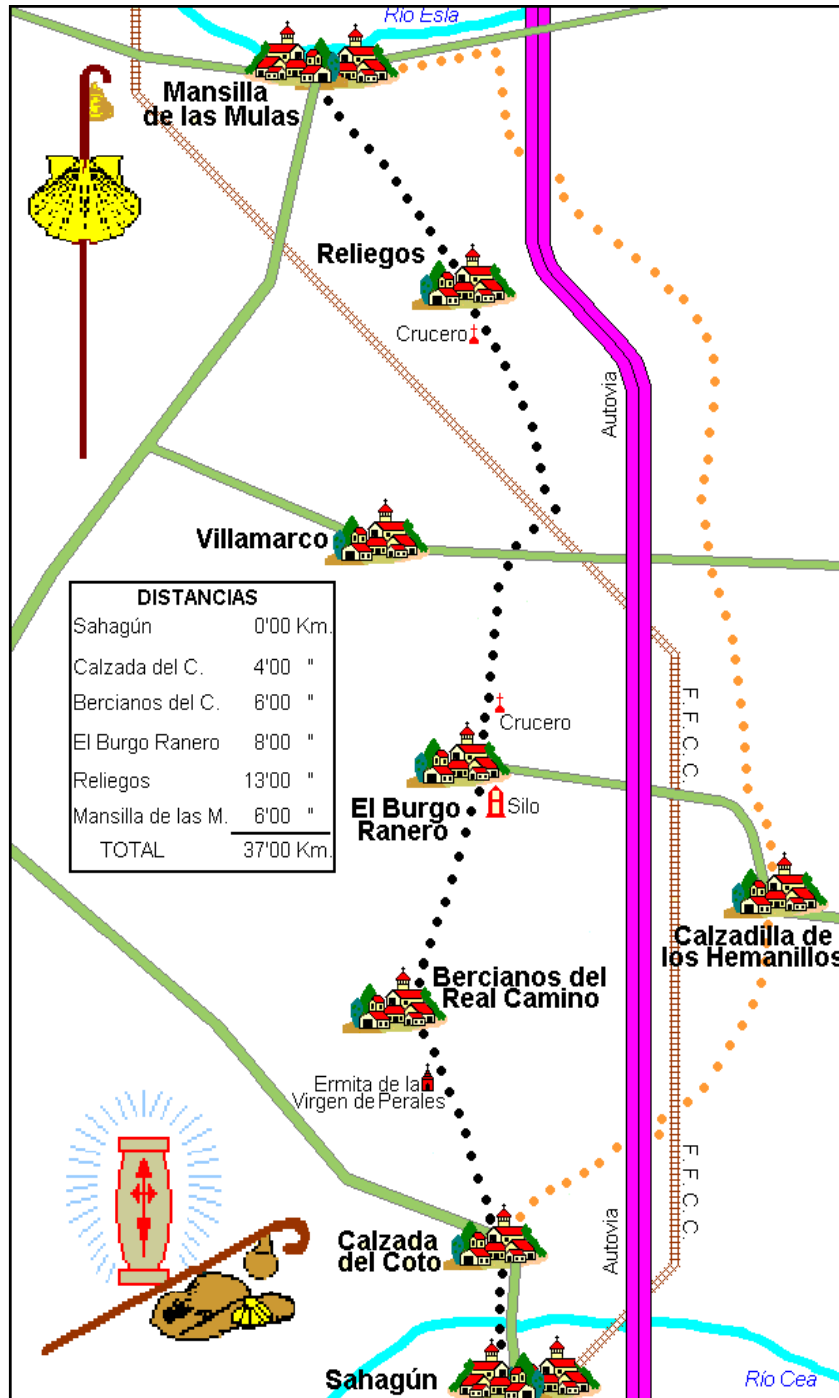 Río Esla
Mansilla
de las Mulas
Reliegos
Crucero
Autovia
Villamarco
DISTANCIAS
Sahagún 0'00 Km.
Calzada del C. 4'00 "
Bercianos del C. 6'00 "
El Burgo Ranero 8'00 "
Reliegos 13'00 "
Mansilla de las M. 6'00 "
TOTAL 37'00 Km.
F.F.C.C.
Crucero
El Burgo
Ranero
Silo
Calzadilla de
los Hemanillos
Bercianos del
Real Camino
Ermita de la
Virgen de Perales
F.F.C.C.
Calzada
del Coto
Autovia
Sahagún
Río Cea